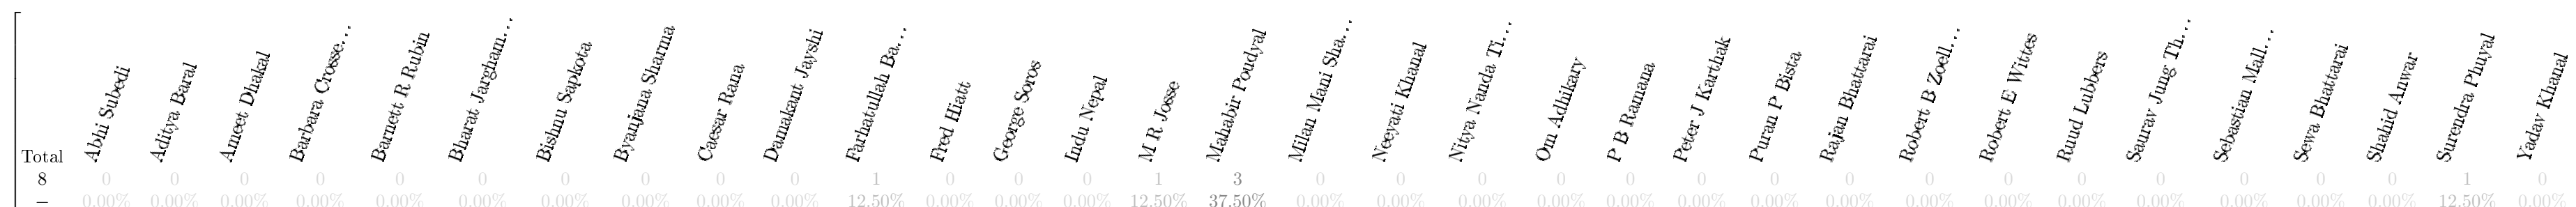 Total
Abhi Subedi
Aditya Baral
Ameet Dhakal
Barbara Crosse...
Barnett R Rubin
Bharat Jargham...
Bishnu Sapkota
Byanjana Sharma
Caesar Rana
Damakant Jayshi
Farhatullah Ba...
Fred Hiatt
George Soros
Indu Nepal
M R Josse
Mahabir Poudyal
Milan Mani Sha...
Neeyati Khanal
Nitya Nanda Ti...
Om Adhikary
P B Ramana
Peter J Karthak
Puran P Bista
Rajan Bhattarai
Robert B Zoell...
Robert E Wittes
Ruud Lubbers
Saurav Jung Th...
Sebastian Mall...
Sewa Bhattarai
Shahid Anwar
Surendra Phuyal
Yadav Khanal
8 0 0 0 0 0 0 0 0 0 0 1 0 0 0 1 3 0 0 0 0 0 0 0 0 0 0 0 0 0 0 0 1 0
– 0.00% 0.00% 0.00% 0.00% 0.00% 0.00% 0.00% 0.00% 0.00% 0.00% 12.50% 0.00% 0.00% 0.00% 12.50% 37.50% 0.00% 0.00% 0.00% 0.00% 0.00% 0.00% 0.00% 0.00% 0.00% 0.00% 0.00% 0.00% 0.00% 0.00% 0.00% 12.50% 0.00%